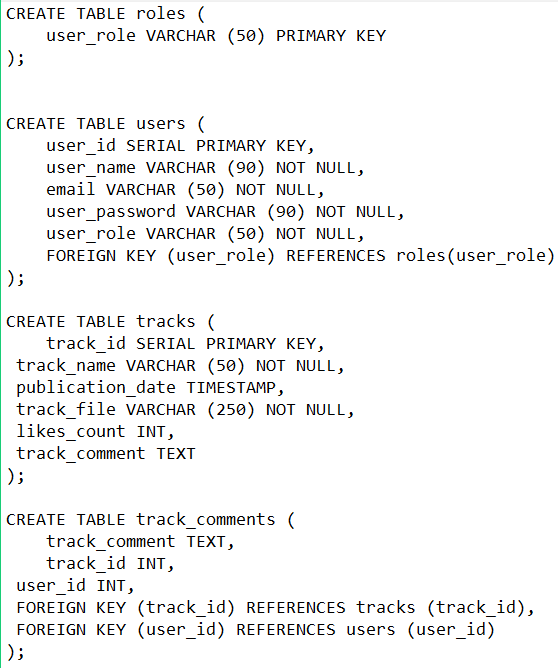 CREATE TABLE roles (
    user_role VARCHAR (50) PRIMARY KEY
);
CREATE TABLE users (
    user_id SERIAL PRIMARY KEY,
    user_name VARCHAR (90) NOT NULL,
    email VARCHAR (50) NOT NULL,
    user_password VARCHAR (90) NOT NULL,
    user_role VARCHAR (50) NOT NULL,
    FOREIGN KEY (user_role) REFERENCES roles(user_role)
);
CREATE TABLE tracks (
    track_id SERIAL PRIMARY KEY,
 track_name VARCHAR (50) NOT NULL,
 publication_date TIMESTAMP,
 track_file VARCHAR (250) NOT NULL,
 likes_count INT,
 track_comment TEXT
);
CREATE TABLE track_comments (
    track_comment TEXT,
    track_id INT,
 user_id INT,
 FOREIGN KEY (track_id) REFERENCES tracks (track_id),
 FOREIGN KEY (user_id) REFERENCES users (user_id)
);